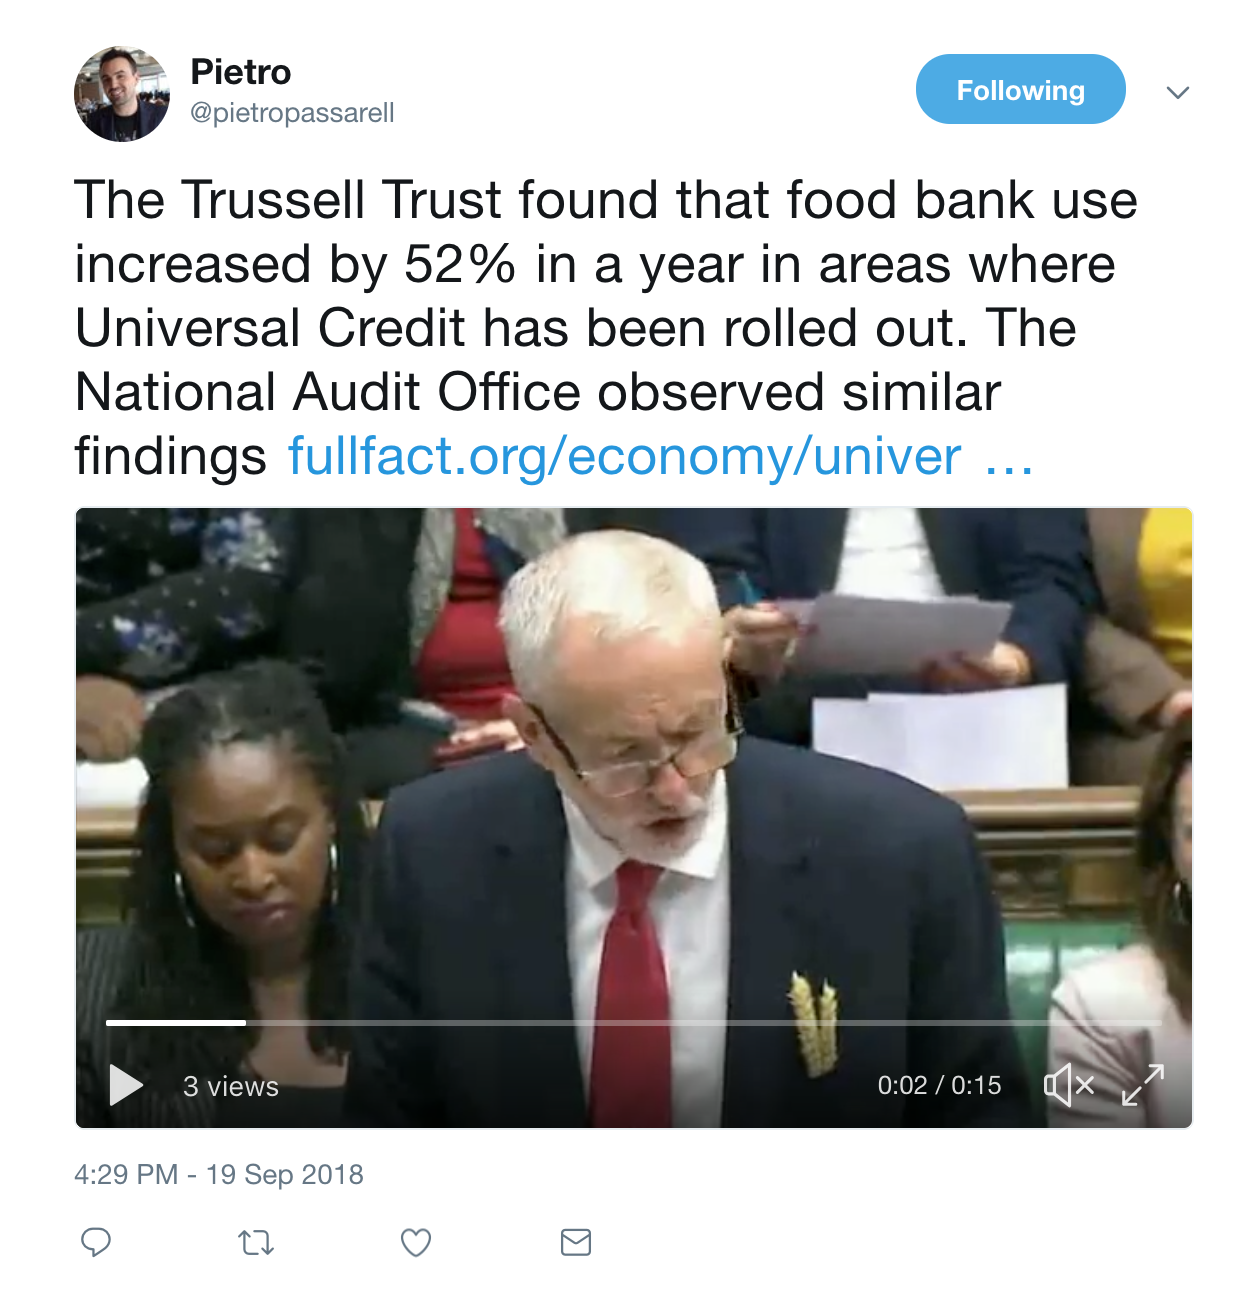 Pietro
@pietropassarell
Following
The Trussell Trust found that food bank use
increased by 52% in a year in areas where
Universal Credit has been rolled out. The
National Audit Office observed similar
findings fullfact.org/economy/univer …
3 views
0:02 / 0:15
4:29 PM - 19 Sep 2018